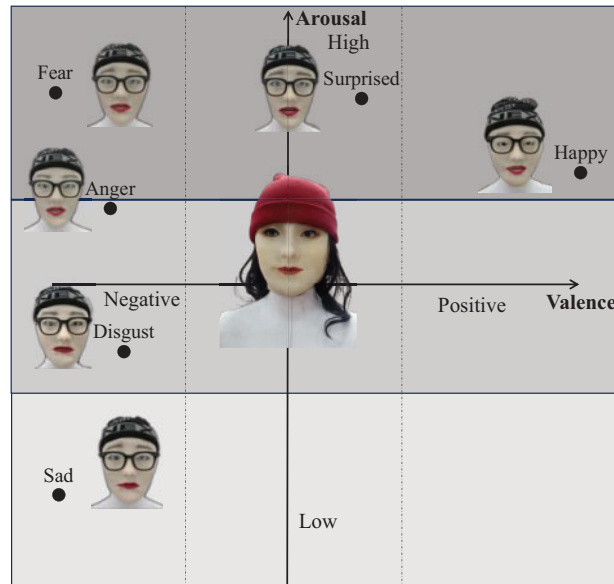 Arousal
High
Fear
Surprised
Happy
Anger
Negative
Positive
Valence
Disgust
Sad
Low